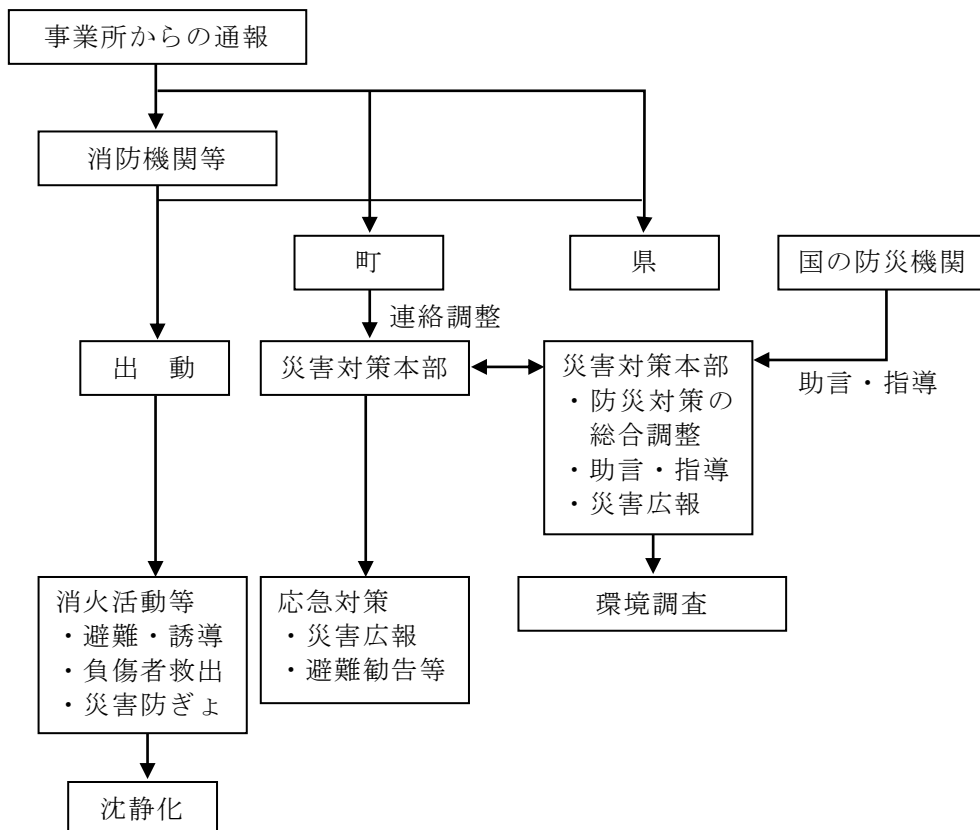 事業所からの通報
消防機関等
町
県
国の防災機関
連絡調整
出　動
災害対策本部
災害対策本部
・防災対策の
総合調整
・助言・指導
・災害広報
助言・指導
消火活動等
・避難・誘導
・負傷者救出
・災害防ぎょ
応急対策
・災害広報
・避難勧告等
環境調査
沈静化